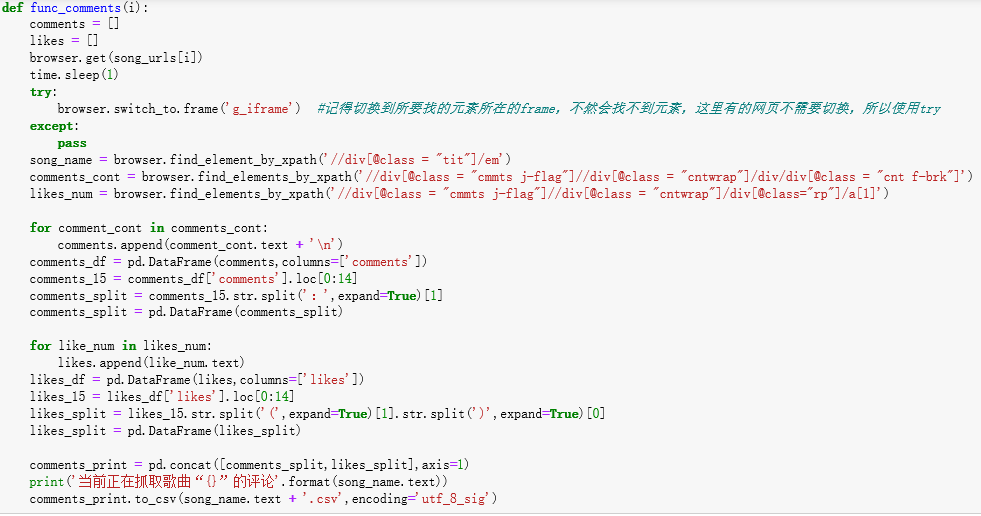 def func_comments(i):
    comments = []
    likes = []
    browser.get(song_urls[i])
    time.sleep(1)
    try:
        browser.switch_to.frame('g_iframe')  #记得切换到所要找的元素所在的frame，不然会找不到元素，这里有的网页不需要切换，所以使用try
    except:
        pass
    song_name = browser.find_element_by_xpath('//div[@class = "tit"]/em')
    comments_cont = browser.find_elements_by_xpath('//div[@class = "cmmts j-flag"]//div[@class = "cntwrap"]/div/div[@class = "cnt f-brk"]')
    likes_num = browser.find_elements_by_xpath('//div[@class = "cmmts j-flag"]//div[@class = "cntwrap"]/div[@class="rp"]/a[1]')
    for comment_cont in comments_cont:
        comments.append(comment_cont.text + '\n')
    comments_df = pd.DataFrame(comments,columns=['comments'])
    comments_15 = comments_df['comments'].loc[0:14]
    comments_split = comments_15.str.split('：',expand=True)[1]
    comments_split = pd.DataFrame(comments_split)
    for like_num in likes_num:
        likes.append(like_num.text)
    likes_df = pd.DataFrame(likes,columns=['likes'])
    likes_15 = likes_df['likes'].loc[0:14]
    likes_split = likes_15.str.split('(',expand=True)[1].str.split(')',expand=True)[0]
    likes_split = pd.DataFrame(likes_split)
    comments_print = pd.concat([comments_split,likes_split],axis=1)
    print('当前正在抓取歌曲“{}”的评论'.format(song_name.text))
    comments_print.to_csv(song_name.text + '.csv',encoding='utf_8_sig')